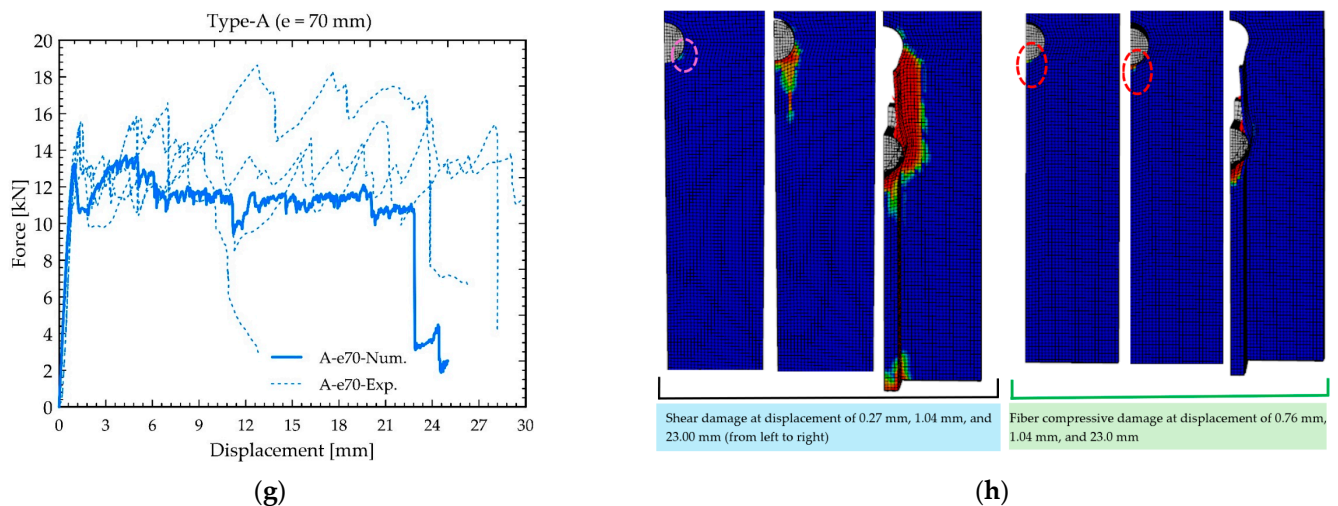 Type-A (e = 70 mm)
20
18
16
14
12
10
8
6
4
2
0
Force [kN]
A-e70-Num.
A-e70-Exp.
0 3 6 9 12 15 18 21 24 27 30
Displacement [mm]
(g)
Shear damage at displacement of 0.27 mm, 1.04 mm, and
23.00 mm (from left to right)
Fiber compressive damage at displacement of 0.76 mm,
1.04 mm, and 23.0 mm
(h)